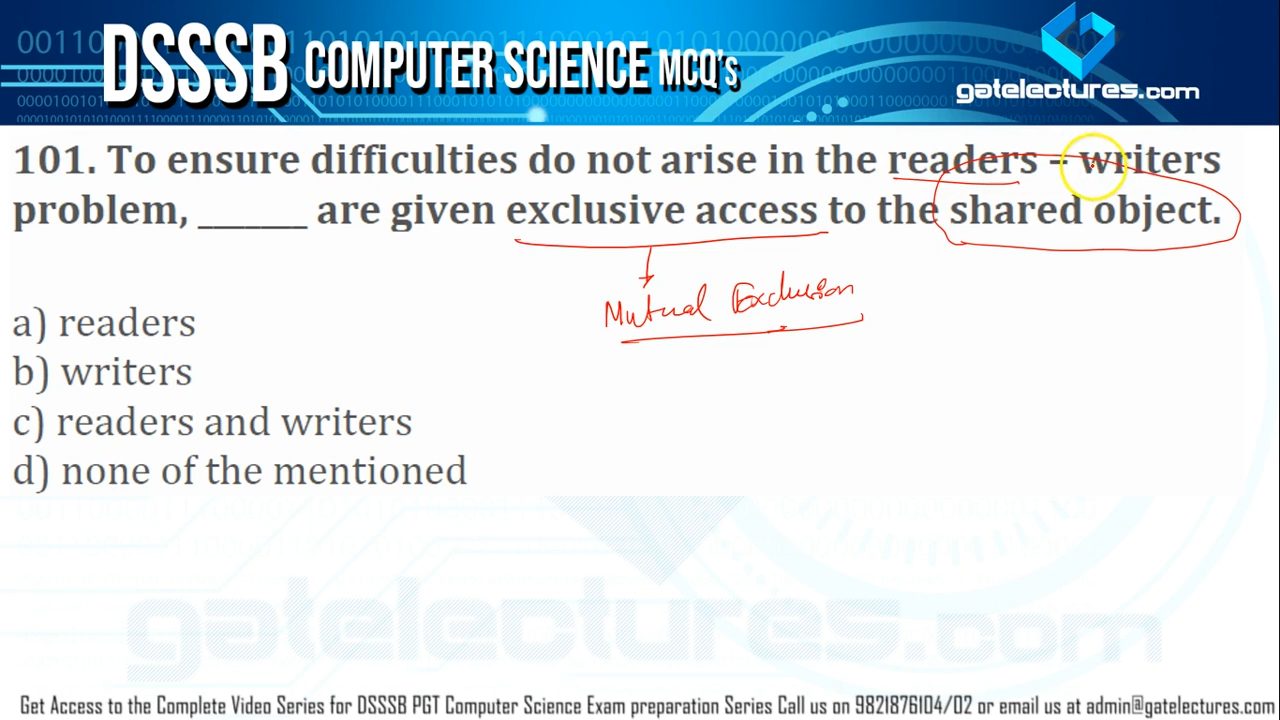 DSSSB COMPUTER SCIENCE MCQ's
gatelectures.com
101. To ensure difficulties do not arise in the readers – writers
problem, ______ are given exclusive access to the shared object.
Mutual Exclusion
a) readers
b) writers
c) readers and writers
d) none of the mentioned
gatelectures.com
Get Access to the Complete Video Series for DSSSB PGT Computer Science Exam preparation Series Call us on 9821876104/02 or email us at admin@gatelectures.com